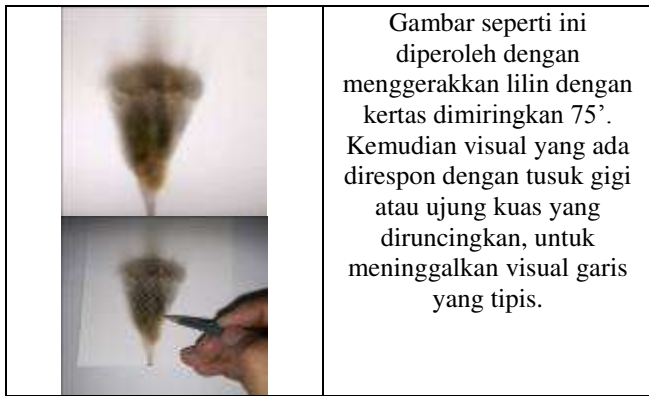 Gambar seperti ini
diperoleh dengan
menggerakkan lilin dengan
kertas dimiringkan 75’.
Kemudian visual yang ada
direspon dengan tusuk gigi
atau ujung kuas yang
diruncingkan, untuk
meninggalkan visual garis
yang tipis.